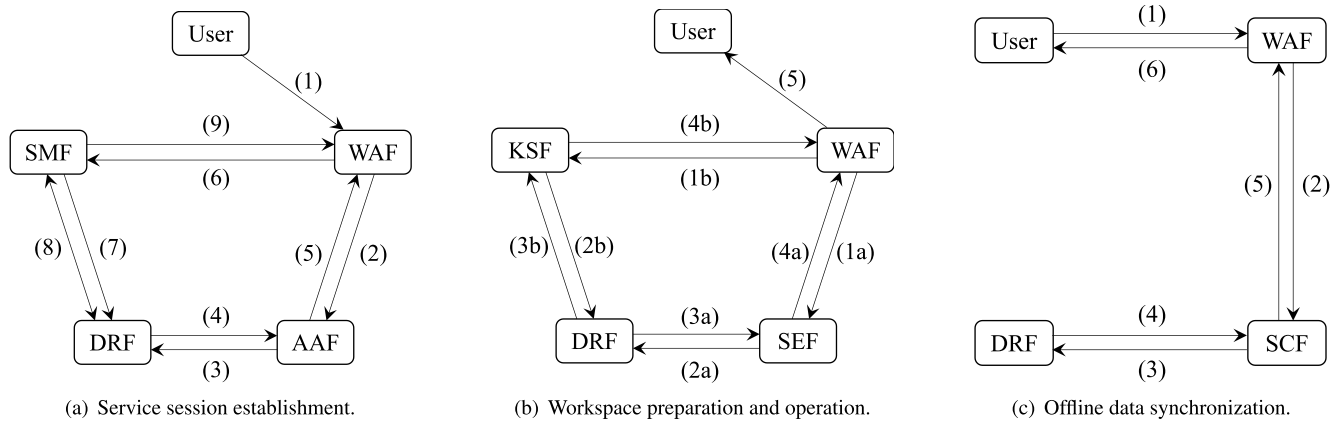 User
(1)
(9)
SMF
WAF
(6)
(8)
(7)
(5)
(2)
(4)
DRF
AAF
(3)
(a) Service session establishment.
User
(5)
(4b)
KSF
WAF
(1b)
(3b)
(2b)
(4a)
(1a)
(3a)
DRF
SEF
(2a)
(b) Workspace preparation and operation.
(1)
User
WAF
(6)
(5)
(2)
(4)
DRF
SCF
(3)
(c) Offline data synchronization.